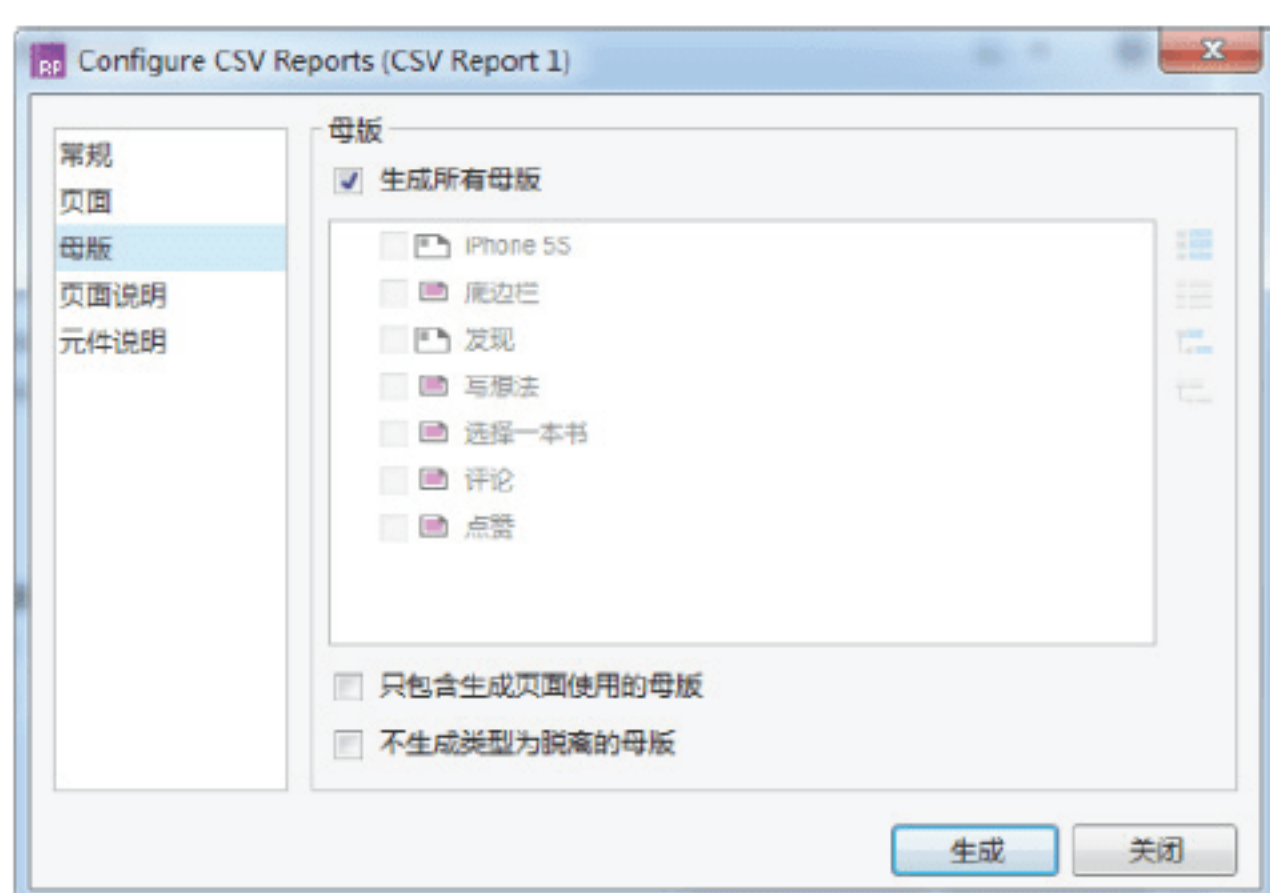 RP Configure CSV Reports (CSV Report 1)
常规
页面
母版
页面说明
元件说明
母版
生成所有母版
iPhone 5S
底边栏
发现
写想法
选择一本书
评论
点赞
只包含生成页面使用的母版
不生成类型为脱离的母版
生成
关闭